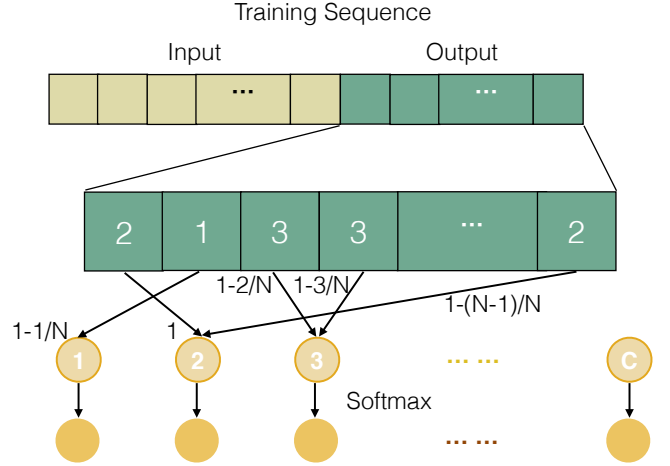 Training Sequence
Input Output
... ...
2 1 3 3 ... 2
1-2/N 1-3/N
1-(N-1)/N
1-1/N 1
1 2 3 ... ... C
Softmax
... ...